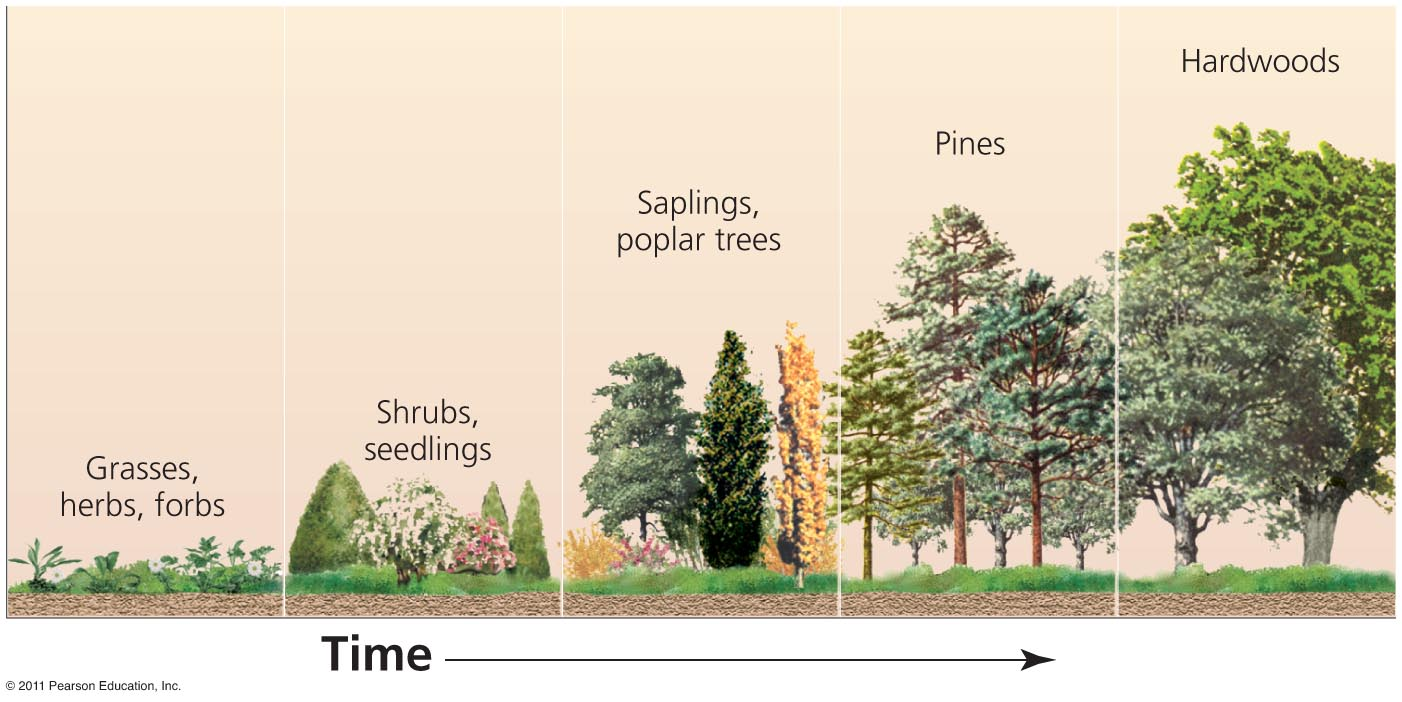 Grasses,
herbs, forbs
Shrubs,
seedlings
Saplings,
poplar trees
Pines
Hardwoods
Time
© 2011 Pearson Education, Inc.